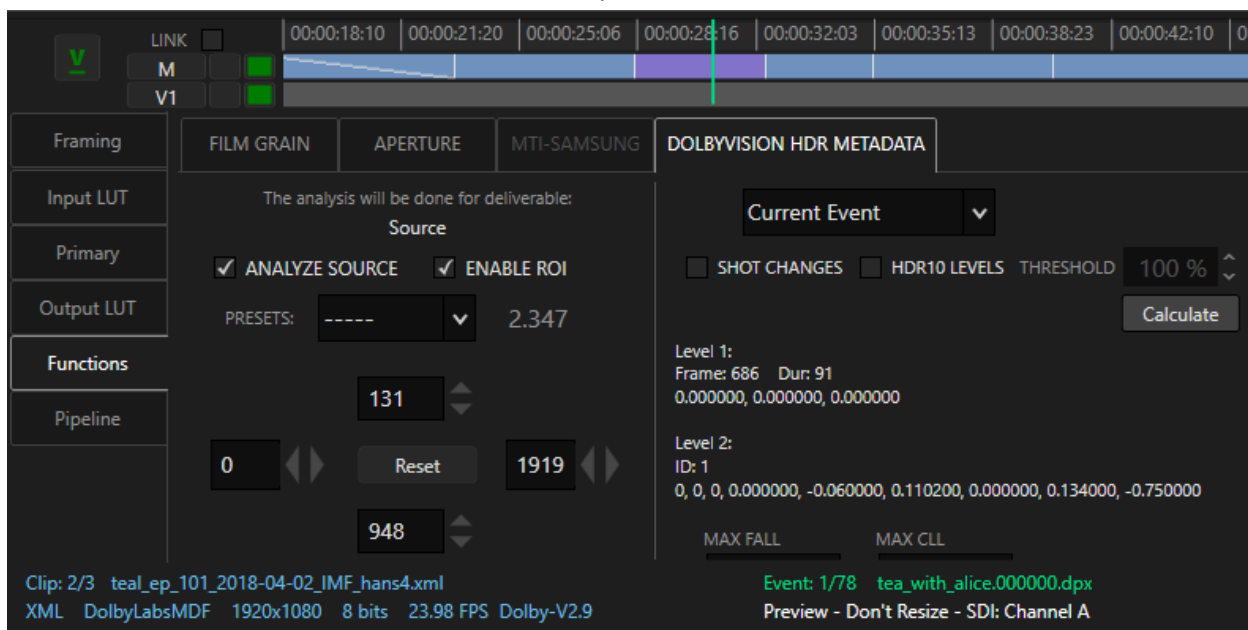 LINK 00:00:18:10 00:00:21:20 00:00:25:06 00:00:28:16 00:00:32:03 00:00:35:13 00:00:38:23 00:00:42:10
V
M
V1
Framing
Input LUT
Primary
Output LUT
Functions
Pipeline
FILM GRAIN APERTURE MTI-SAMSUNG DOLBYVISION HDR METADATA
The analysis will be done for deliverable:
Source
ANALYZE SOURCE ENABLE ROI
PRESETS: ----- 2.347
131
0 Reset 1919
948
Current Event
SHOT CHANGES HDR10 LEVELS THRESHOLD 100 %
Calculate
Level 1:
Frame: 686 Dur: 91
0.000000, 0.000000, 0.000000
Level 2:
ID: 1
0, 0, 0, 0.000000, -0.060000, 0.110200, 0.000000, 0.134000, -0.750000
MAX FALL MAX CLL
Clip: 2/3 teal_ep_101_2018-04-02_IMF_hans4.xml
XML DolbyLabsMDF 1920x1080 8 bits 23.98 FPS Dolby-V2.9
Event: 1/78 tea_with_alice.000000.dpx
Preview - Don't Resize - SDI: Channel A